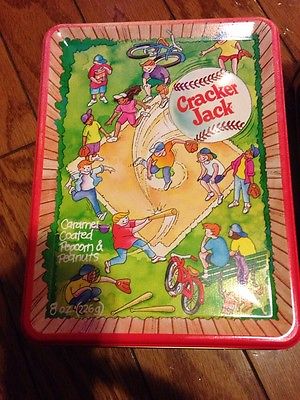 Cracker
Jack
Caramel
Coated
Popcorn &
Peanuts
8 oz (226g)